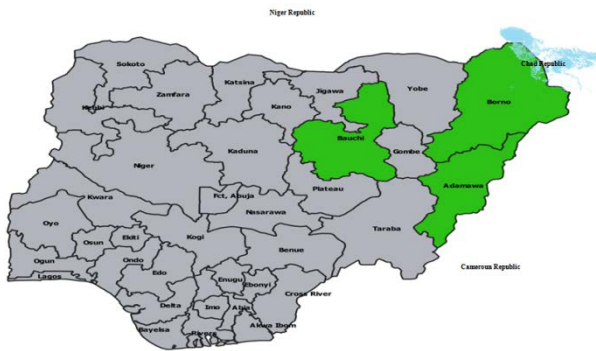 Niger Republic
Sokoto
Katsina
Jigawa
Yobe
Chad Republic
Zamfara
Kano
Borno
Kebbi
Bauchi
Kaduna
Gombe
Niger
Adamawa
Plateau
Fct, Abuja
Kwara
Nasarawa
Oyo
Taraba
Kogi
Osun
Ekiti
Benue
Ogun
Ondo
Cameroun Republic
Edo
Enugu
Lagos
Ebonyi
Cross River
Delta
Imo
Abia
Bayelsa
Rivers
Akwa Ibom